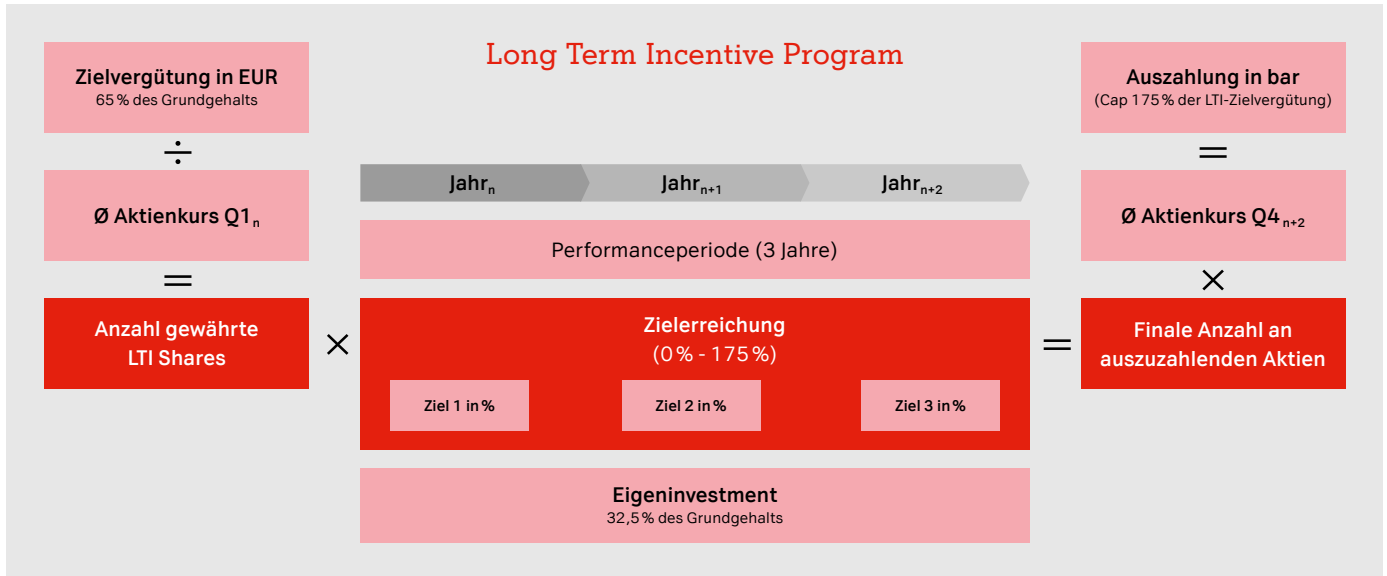 Long Term Incentive Program
Zielvergütung in EUR
65 % des Grundgehalts
÷
Ø Aktienkurs Q1n
=
Anzahl gewährte
LTI Shares
×
Jahrn
Jahrn+1
Jahrn+2
Performanceperiode (3 Jahre)
Zielerreichung
(0 % - 175 %)
Ziel 1 in %
Ziel 2 in %
Ziel 3 in %
Eigeninvestment
32,5 % des Grundgehalts
=
Auszahlung in bar
(Cap 175 % der LTI-Zielvergütung)
=
Ø Aktienkurs Q4n+2
×
Finale Anzahl an
auszuzahlenden Aktien